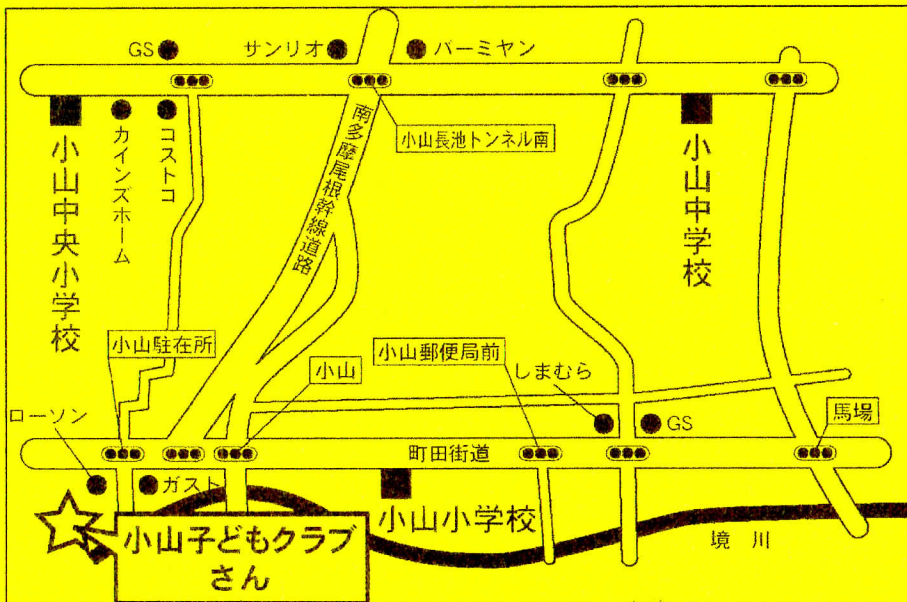 GS
サンリオ
バーミヤン
小山長池トンネル南
南多摩尾根幹線道路
コストコ
カインズホーム
小山中央小学校
小山中学校
小山駐在所
小山
小山郵便局前
しまむら
GS
馬場
ローソン
町田街道
ガスト
小山小学校
境川
小山子どもクラブ
さん